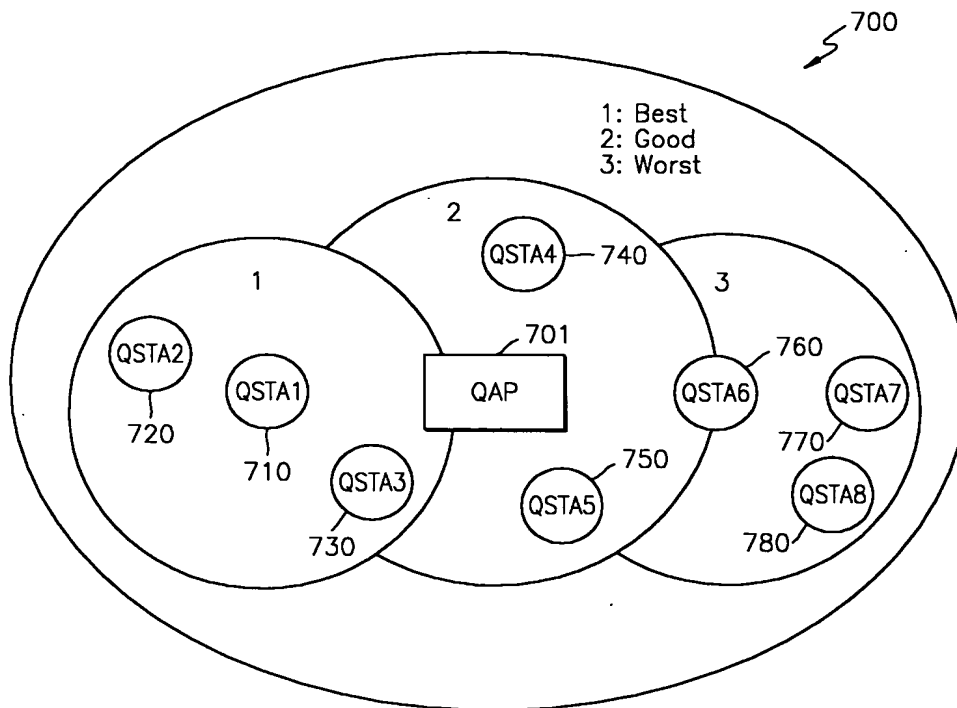 700
1: Best
2: Good
3: Worst
2
QSTA4
740
1
3
701
760
QSTA2
QSTA1
QAP
QSTA6
QSTA7
720
710
750
770
QSTA3
QSTA5
QSTA8
730
780